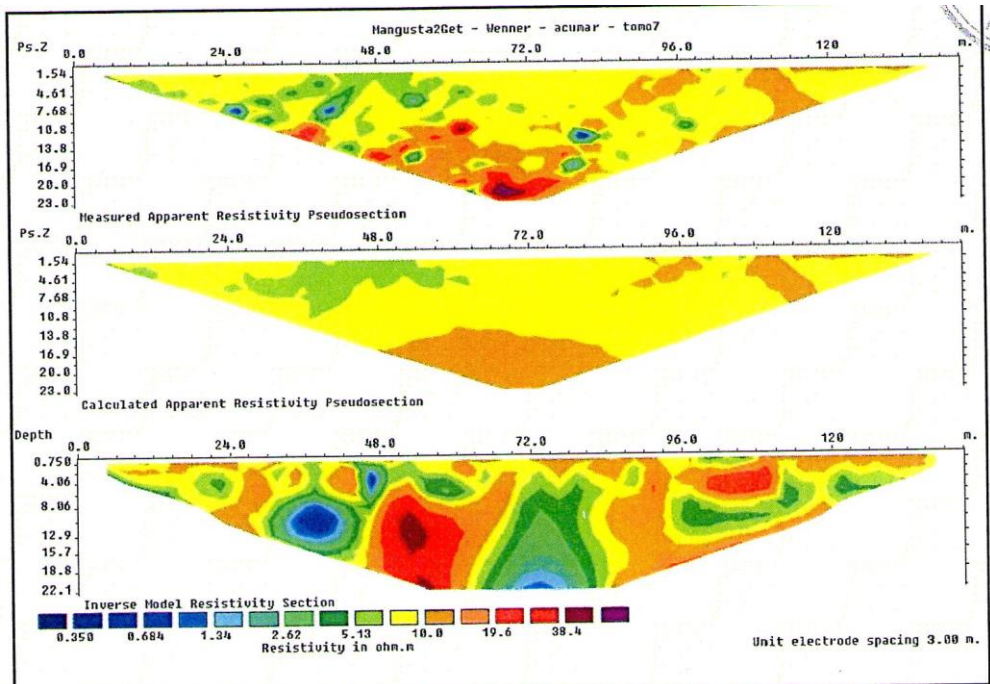 Mangusta2Get - Wenner - acumar - tomo7
Ps.Z 0.0 24.0 48.0 72.0 96.0 120 m.
1.54
4.61
7.68
10.8
13.8
16.9
20.0
23.0
Measured Apparent Resistivity Pseudosection
Ps.Z 0.0 24.0 48.0 72.0 96.0 120 m.
1.54
4.61
7.68
10.8
13.8
16.9
20.0
23.0
Calculated Apparent Resistivity Pseudosection
Depth 0.0 24.0 48.0 72.0 96.0 120 m.
0.750
4.06
8.06
12.9
15.7
18.8
22.1
Inverse Model Resistivity Section
0.350 0.684 1.34 2.62 5.13 10.0 19.6 38.4
Resistivity in ohm.m
Unit electrode spacing 3.00 m.